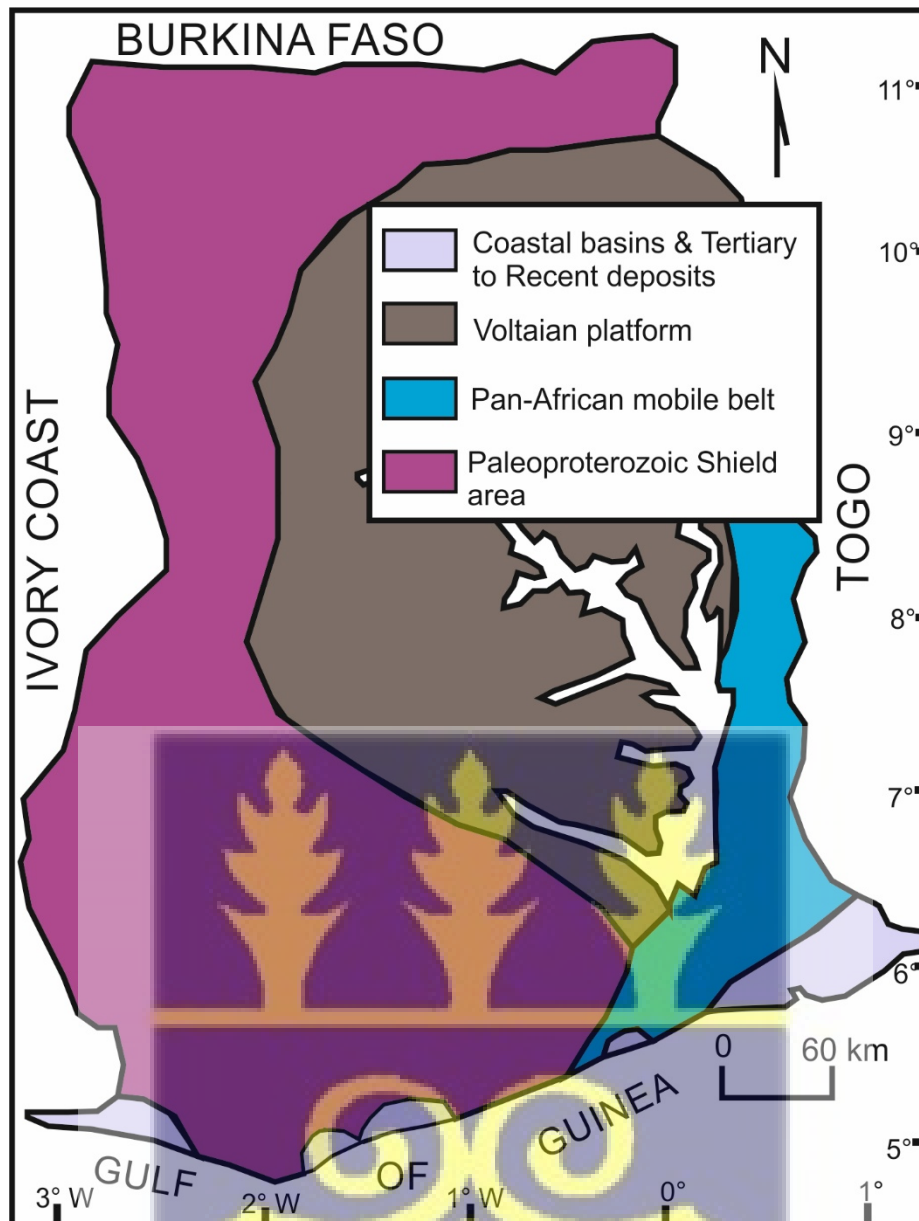 BURKINA FASO
N
11°
10°
Coastal basins & Tertiary
to Recent deposits
Voltaian platform
Pan-African mobile belt
Paleoproterozoic Shield
area
9°
IVORY COAST
TOGO
8°
7°
6°
0 60 km
GULF OF GUINEA
5°
3° W 2° W 1° W 0° 1°